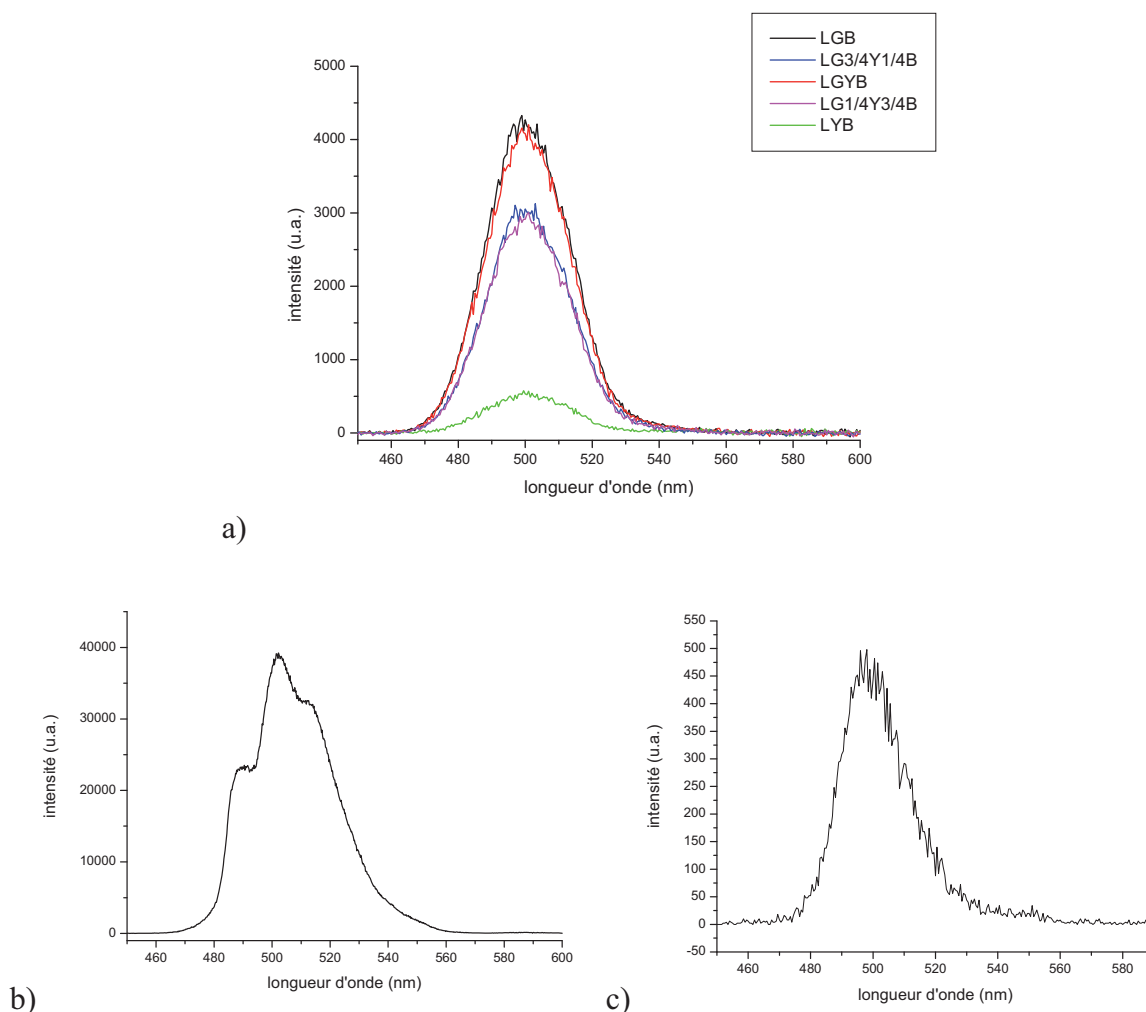 LGB
LG3/4Y1/4B
LGYB
LG1/4Y3/4B
LYB
5000
4000
3000
2000
1000
0
intensité (u.a.)
460 480 500 520 540 560 580 600
longueur d'onde (nm)
a)
40000
30000
20000
10000
0
intensité (u.a.)
460 480 500 520 540 560 580 600
longueur d'onde (nm)
b)
550
500
450
400
350
300
250
200
150
100
50
0
-50
intensité (u.a.)
460 480 500 520 540 560 580
longueur d'onde (nm)
c)